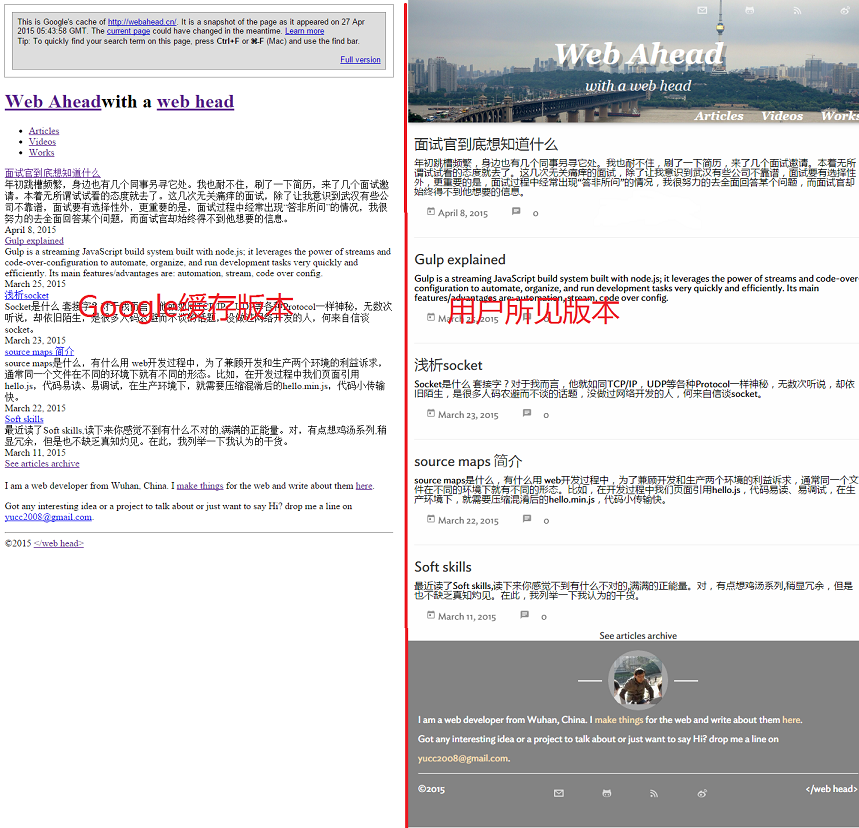 This is Google's cache of http://webahead.cn/. It is a snapshot of the page as it appeared on 27 Apr
2015 05:43:58 GMT. The current page could have changed in the meantime. Learn more
Tip: To quickly find your search term on this page, press Ctrl+F or ⌘-F (Mac) and use the find bar.
Full version
Web Aheadwith a web head
Articles
Videos
Works
面试官到底想知道什么
年初跳槽频繁，身边也有几个同事另寻它处。我也耐不住，刷了一下简历，来了几个面试邀
请。本着无所谓试试看的态度就去了。这几次无关痛痒的面试，除了让我意识到武汉有些公
司不靠谱，面试要有选择性外，更重要的是，面试过程中经常出现“答非所问”的情况，我很
努力的去全面回答某个问题，而面试官却始终得不到他想要的信息。
April 8, 2015
Gulp explained
Gulp is a streaming JavaScript build system built with node.js; it leverages the power of streams and
code-over-configuration to automate, organize, and run development tasks very quickly and
efficiently. Its main features/advantages are: automation, stream, code over config.
March 25, 2015
浅析socket
Socket是什么 套接字？对于我而言，他就如同TCP/IP，UDP等各种Protocol一样神秘，无数次
听说，却依旧陌生，是很多人码农避而不谈的话题，没做过网络开发的人，何来自信谈
socket。
Google缓存版本
March 23, 2015
source maps 简介
source maps是什么，有什么用 web开发过程中，为了兼顾开发和生产两个环境的利益诉求，
通常同一个文件在不同的环境下就有不同的形态。比如，在开发过程中我们页面引用
hello.js，代码易读、易调试，在生产环境下，就需要压缩混淆后的hello.min.js，代码小传输
快。
March 22, 2015
Soft skills
最近读了Soft skills,读下来你感觉不到有什么不对的,满满的正能量。对，有点想鸡汤系列,稍
显冗余，但是也不缺乏真知灼见。在此，我列举一下我认为的干货。
March 11, 2015
See articles archive
I am a web developer from Wuhan, China. I make things for the web and write about them here.
Got any interesting idea or a project to talk about or just want to say Hi? drop me a line on
yucc2008@gmail.com.
©2015 </web head>
Web Ahead
with a web head
Articles Videos Works
面试官到底想知道什么
年初跳槽频繁，身边也有几个同事另寻它处。我也耐不住，刷了一下简历，来了几个面试邀请。本着无所
谓试试看的态度就去了。这几次无关痛痒的面试，除了让我意识到武汉有些公司不靠谱，面试要有选择性
外，更重要的是，面试过程中经常出现“答非所问”的情况，我很努力的去全面回答某个问题，而面试官却
始终得不到他想要的信息。
April 8, 2015 0
Gulp explained
Gulp is a streaming JavaScript build system built with node.js; it leverages the power of streams and code-over-
configuration to automate, organize, and run development tasks very quickly and efficiently. Its main
features/advantages are: automation, stream, code over config.
用户所见版本
March 25, 2015 0
浅析socket
Socket是什么 套接字？对于我而言，他就如同TCP/IP，UDP等各种Protocol一样神秘，无数次听说，却依
旧陌生，是很多人码农避而不谈的话题，没做过网络开发的人，何来自信谈socket。
March 23, 2015 0
source maps 简介
source maps是什么，有什么用 web开发过程中，为了兼顾开发和生产两个环境的利益诉求，通常同一个文
件在不同的环境下就有不同的形态。比如，在开发过程中我们页面引用hello.js，代码易读、易调试，在生
产环境下，就需要压缩混淆后的hello.min.js，代码小传输快。
March 22, 2015 0
Soft skills
最近读了Soft skills,读下来你感觉不到有什么不对的,满满的正能量。对，有点想鸡汤系列,稍显冗余，但是
也不缺乏真知灼见。在此，我列举一下我认为的干货。
March 11, 2015 0
See articles archive
I am a web developer from Wuhan, China. I make things for the web and write about them here.
Got any interesting idea or a project to talk about or just want to say Hi? drop me a line on
yucc2008@gmail.com.
©2015 </web head>